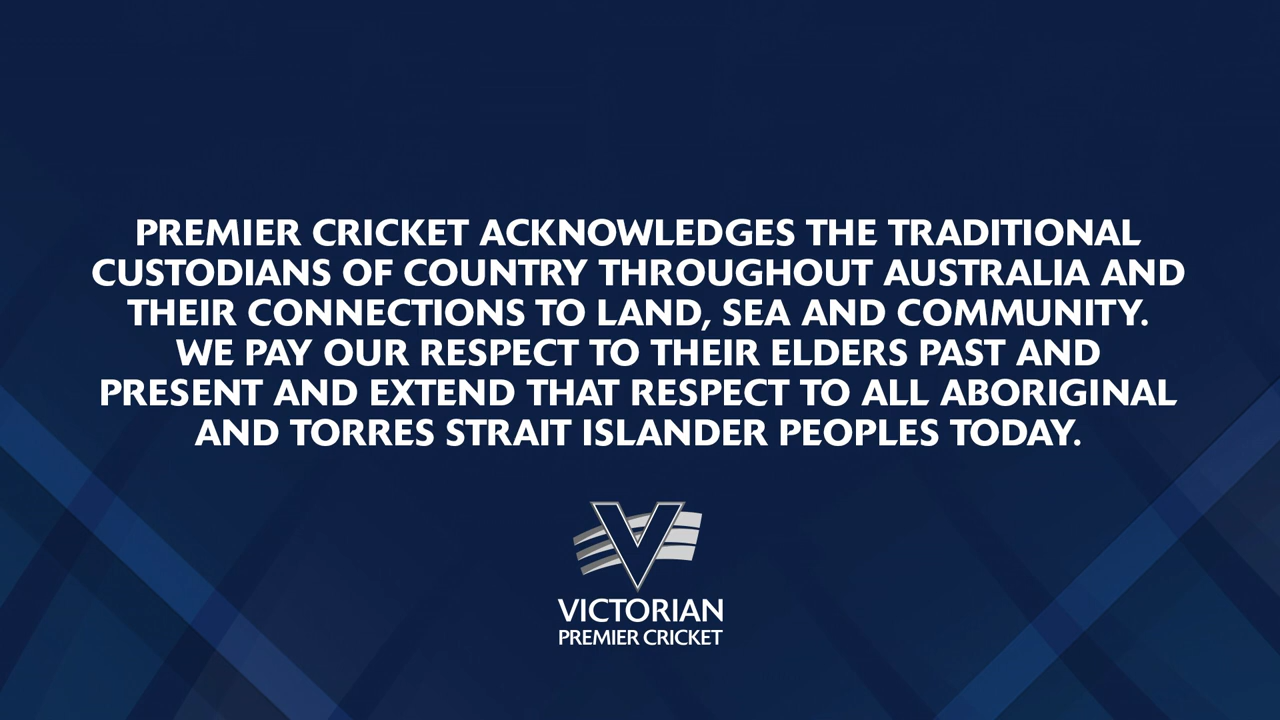 PREMIER CRICKET ACKNOWLEDGES THE TRADITIONAL
CUSTODIANS OF COUNTRY THROUGHOUT AUSTRALIA AND
THEIR CONNECTIONS TO LAND, SEA AND COMMUNITY.
WE PAY OUR RESPECT TO THEIR ELDERS PAST AND
PRESENT AND EXTEND THAT RESPECT TO ALL ABORIGINAL
AND TORRES STRAIT ISLANDER PEOPLES TODAY.
V
VICTORIAN
PREMIER CRICKET